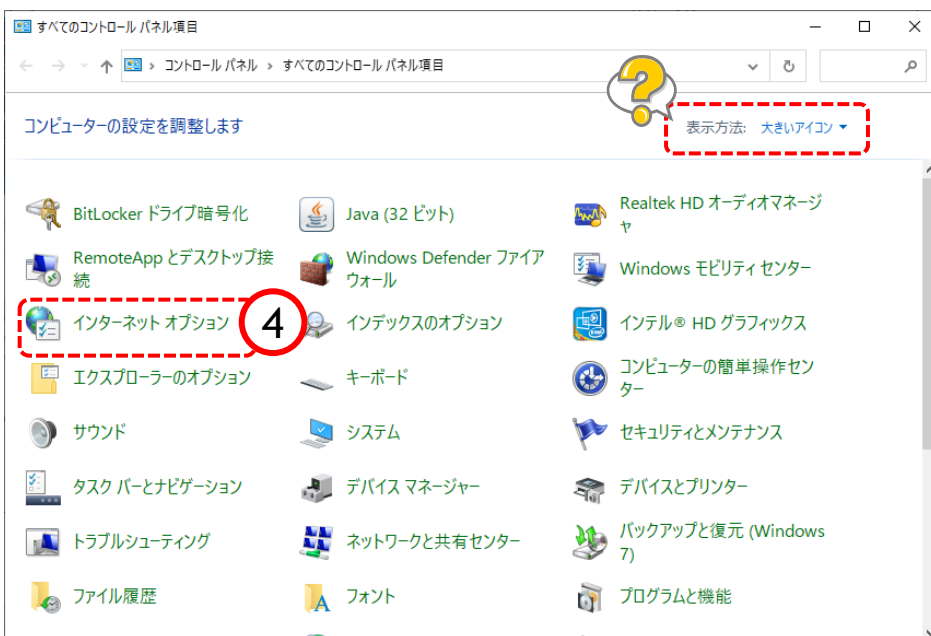 すべてのコントロール パネル項目
コントロール パネル › すべてのコントロール パネル項目
?
コンピューターの設定を調整します
表示方法: 大きいアイコン
BitLocker ドライブ暗号化
Java (32 ビット)
Realtek HD オーディオマネージ
ャ
RemoteApp とデスクトップ接
続
Windows Defender ファイア
ウォール
Windows モビリティ センター
インターネット オプション
4
インデックスのオプション
インテル® HD グラフィックス
エクスプローラーのオプション
キーボード
コンピューターの簡単操作セン
ター
サウンド
システム
セキュリティとメンテナンス
タスク バーとナビゲーション
デバイス マネージャー
デバイスとプリンター
トラブルシューティング
ネットワークと共有センター
バックアップと復元 (Windows
7)
ファイル履歴
フォント
プログラムと機能